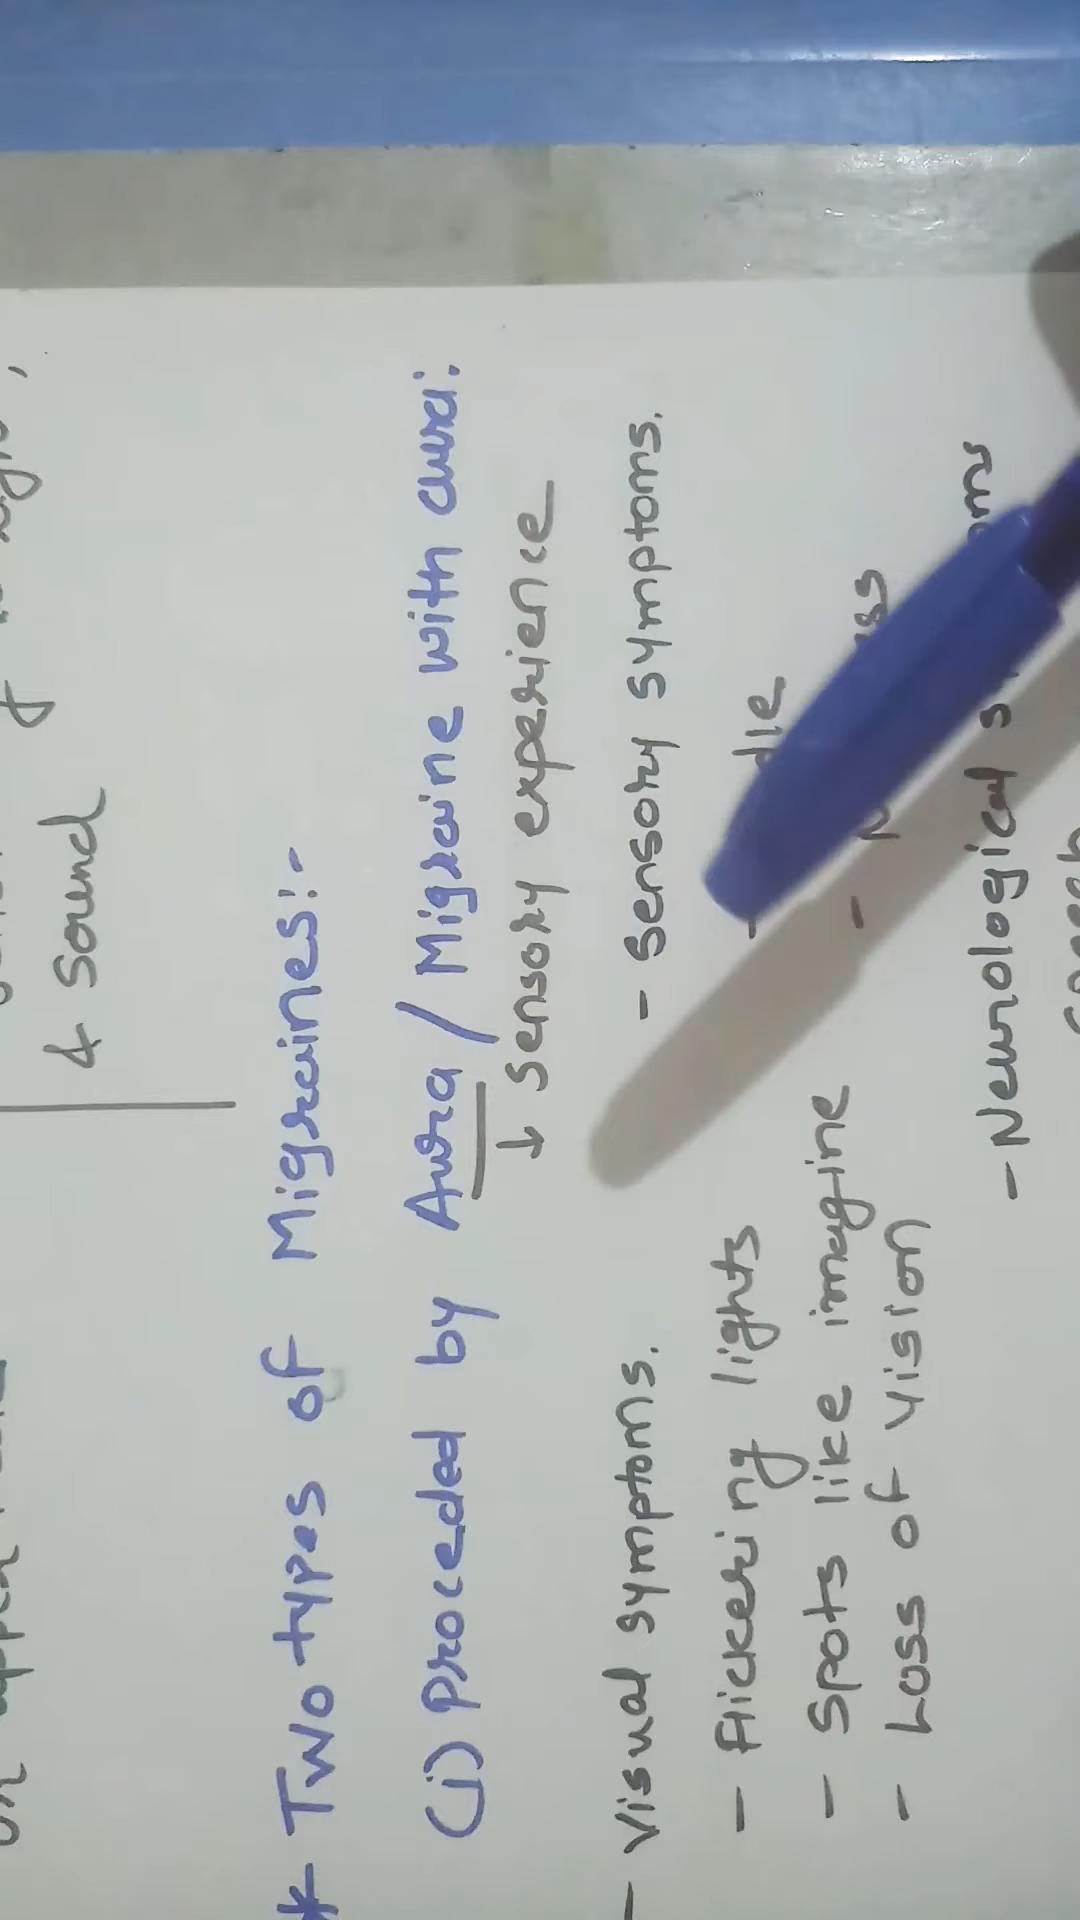 & sound
* Two types of Migraines:-
(i) Proceded by Aura / Migraine with aura:
↓ sensory experience
- Visual symptoms.
- Sensory symptoms.
- flickering lights
- spots like imagine
- Loss of vision
- Neurological